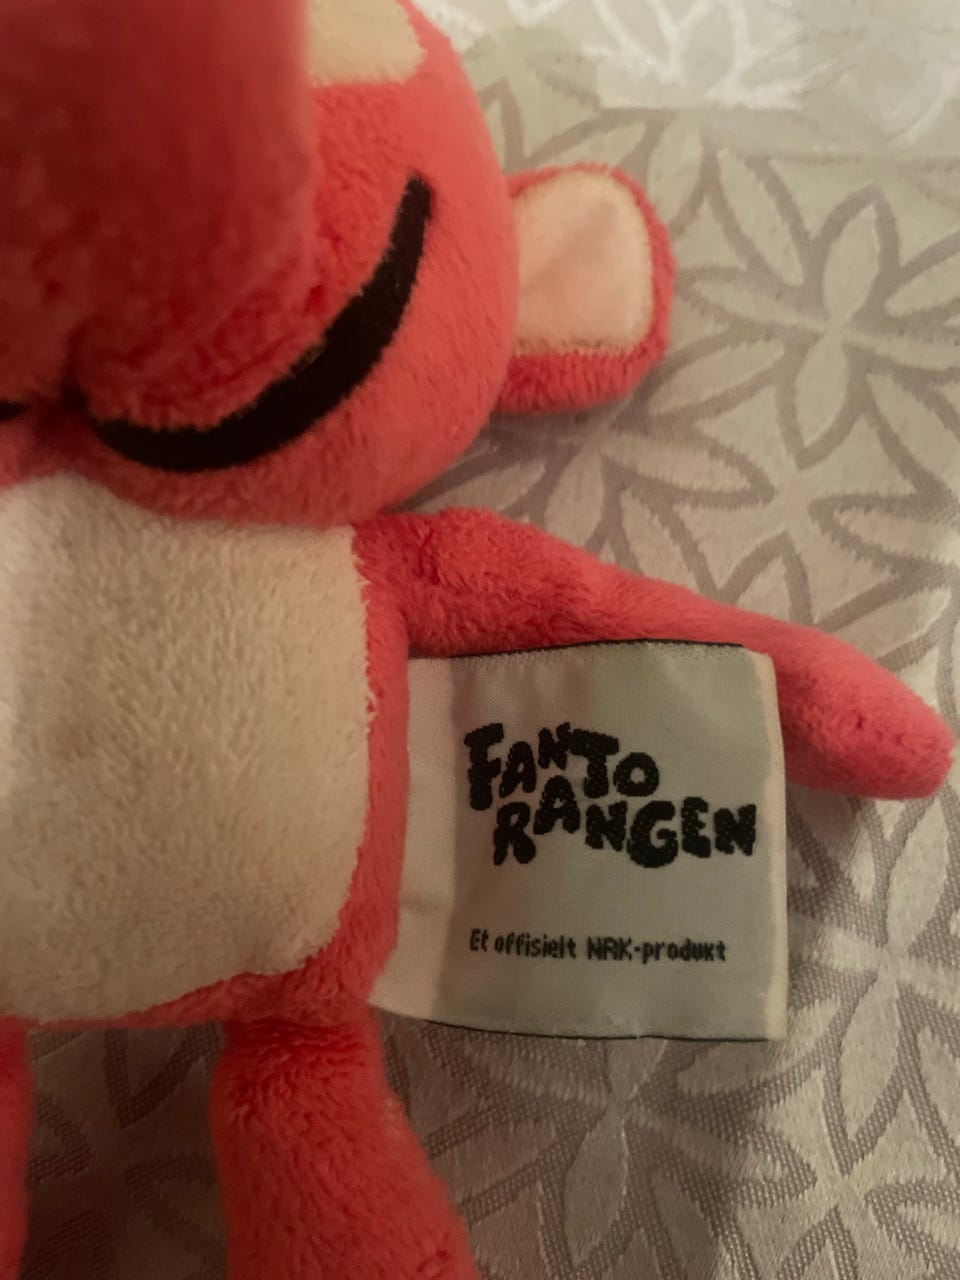 FANTO
RANGEN
Et offisielt NRK-produkt